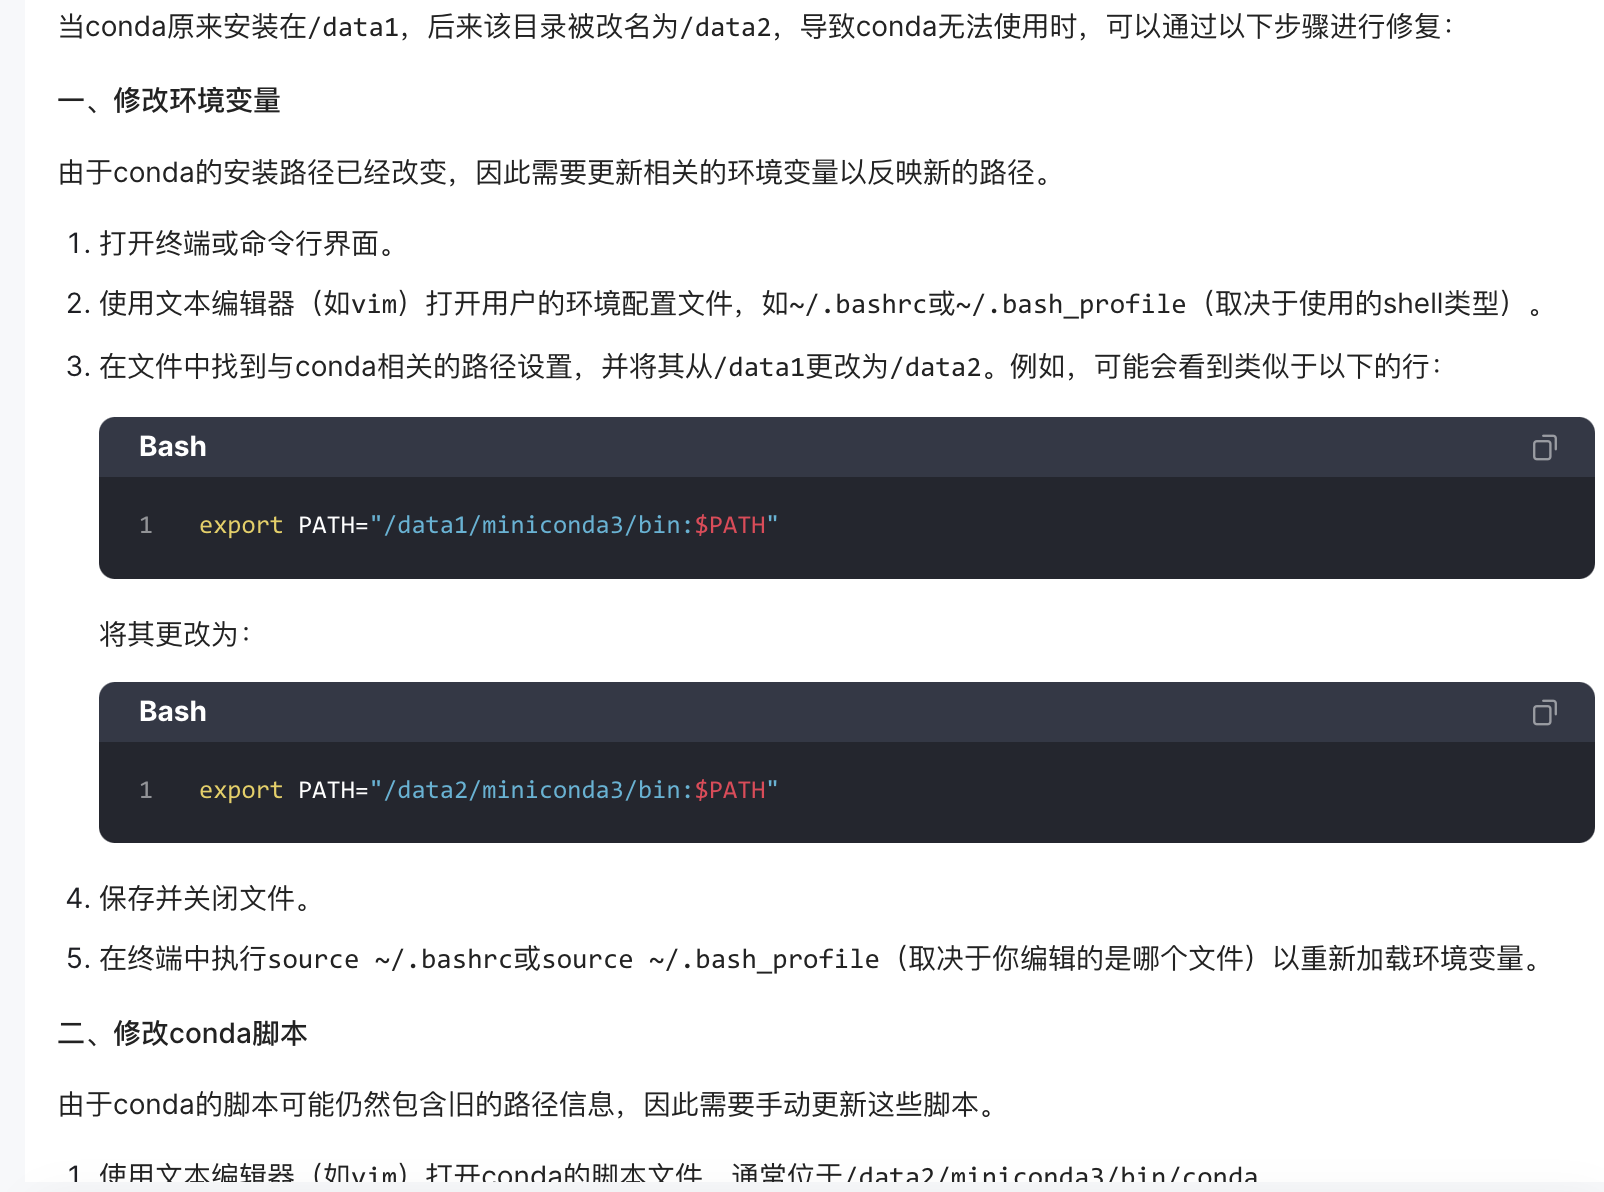 当conda原来安装在/data1，后来该目录被改名为/data2，导致conda无法使用时，可以通过以下步骤进行修复：
一、修改环境变量
由于conda的安装路径已经改变，因此需要更新相关的环境变量以反映新的路径。
1. 打开终端或命令行界面。
2. 使用文本编辑器（如vim）打开用户的环境配置文件，如~/.bashrc或~/.bash_profile（取决于使用的shell类型）。
3. 在文件中找到与conda相关的路径设置，并将其从/data1更改为/data2。例如，可能会看到类似于以下的行：
Bash
1 export PATH="/data1/miniconda3/bin:$PATH"
将其更改为：
Bash
1 export PATH="/data2/miniconda3/bin:$PATH"
4. 保存并关闭文件。
5. 在终端中执行source ~/.bashrc或source ~/.bash_profile（取决于你编辑的是哪个文件）以重新加载环境变量。
二、修改conda脚本
由于conda的脚本可能仍然包含旧的路径信息，因此需要手动更新这些脚本。
1. 使用文本编辑器（如vim）打开conda的脚本文件，通常位于/data2/miniconda3/bin/conda